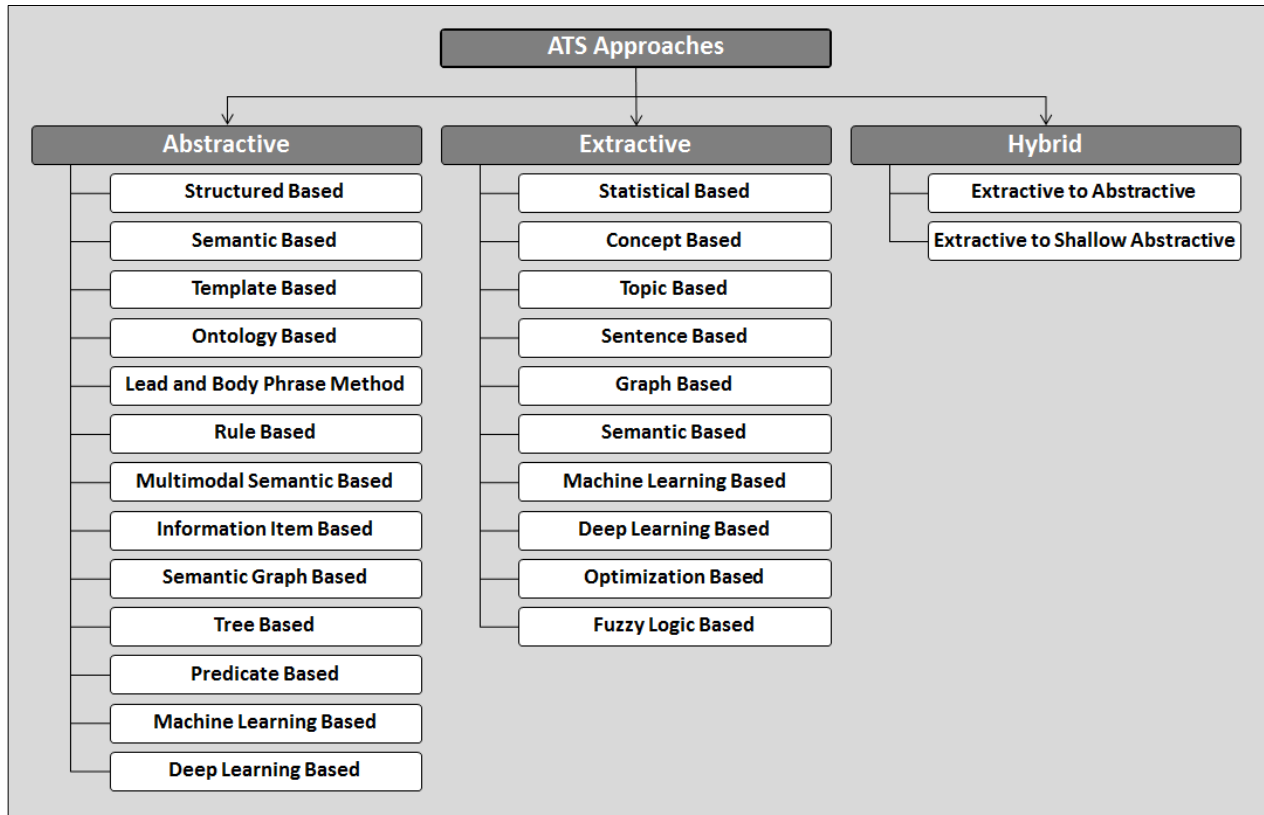 ATS Approaches
Abstractive
Structured Based
Semantic Based
Template Based
Ontology Based
Lead and Body Phrase Method
Rule Based
Multimodal Semantic Based
Information Item Based
Semantic Graph Based
Tree Based
Predicate Based
Machine Learning Based
Deep Learning Based
Extractive
Statistical Based
Concept Based
Topic Based
Sentence Based
Graph Based
Semantic Based
Machine Learning Based
Deep Learning Based
Optimization Based
Fuzzy Logic Based
Hybrid
Extractive to Abstractive
Extractive to Shallow Abstractive